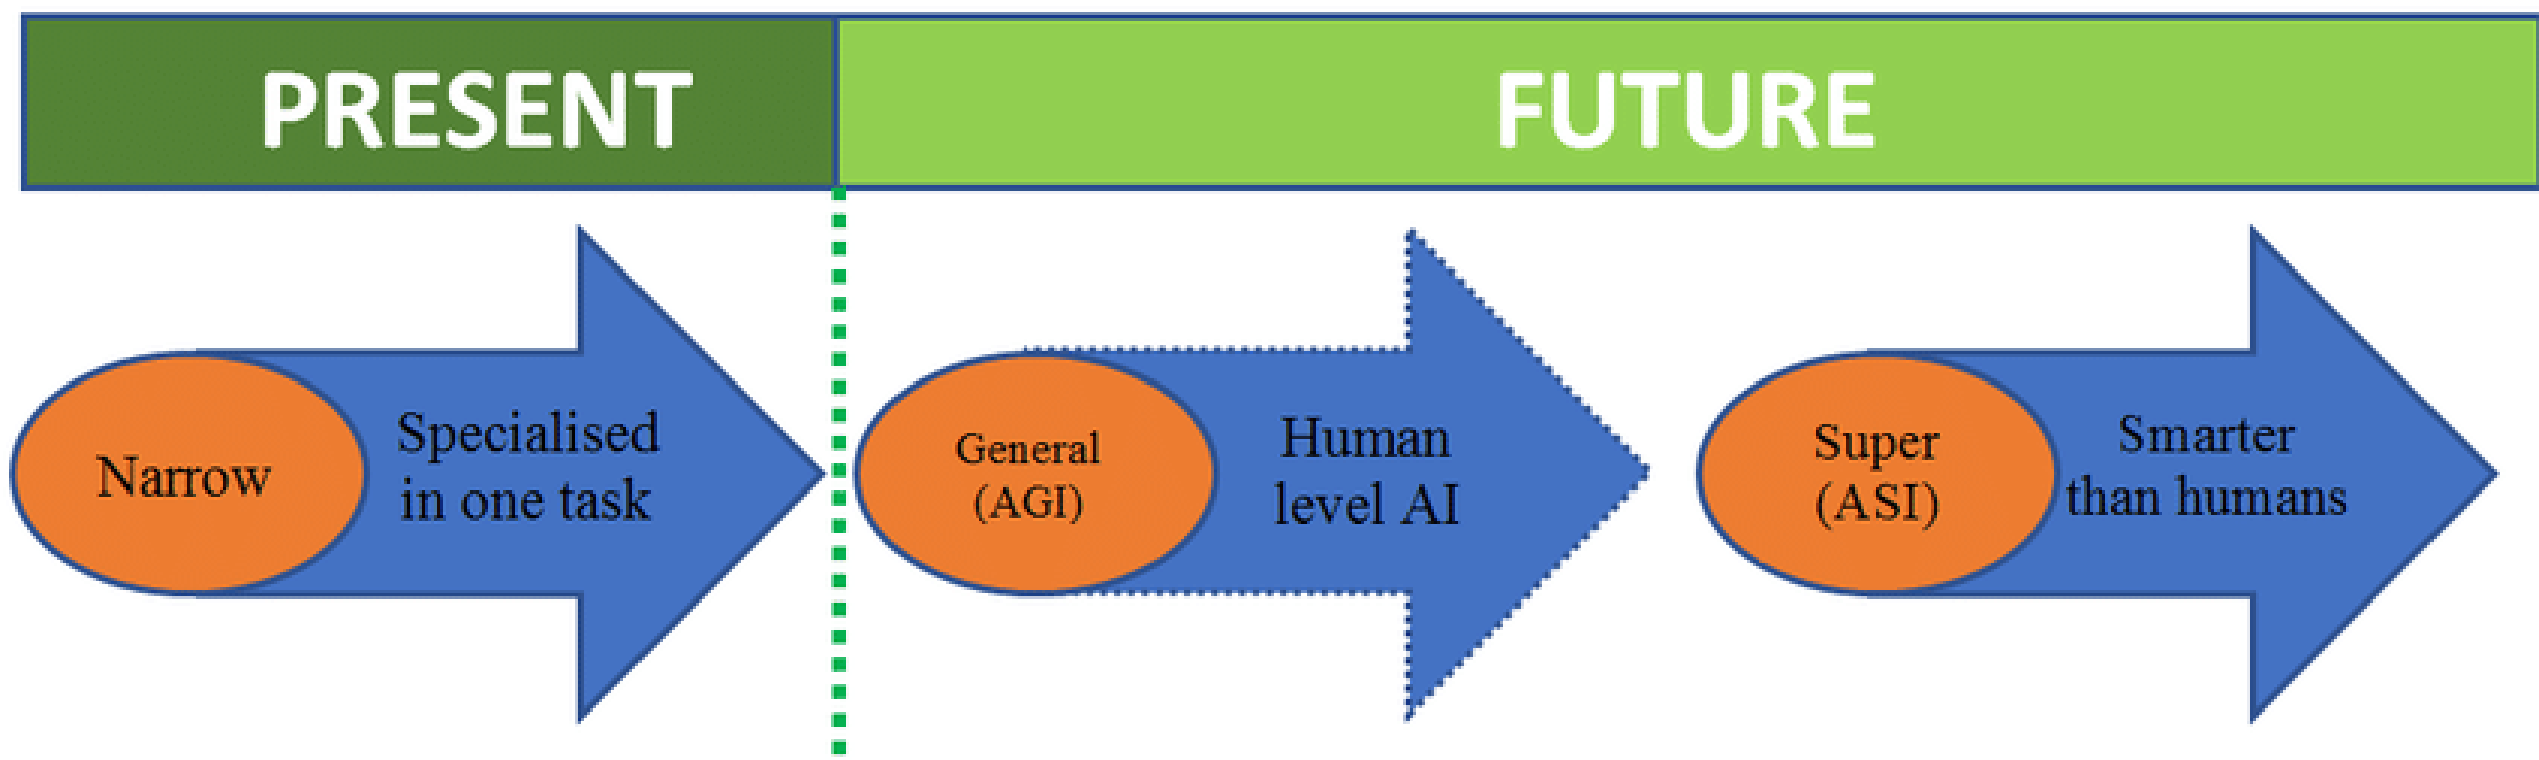 PRESENT
FUTURE
Narrow
Specialised
in one task
General
(AGI)
Human
level AI
Super
(ASI)
Smarter
than humans